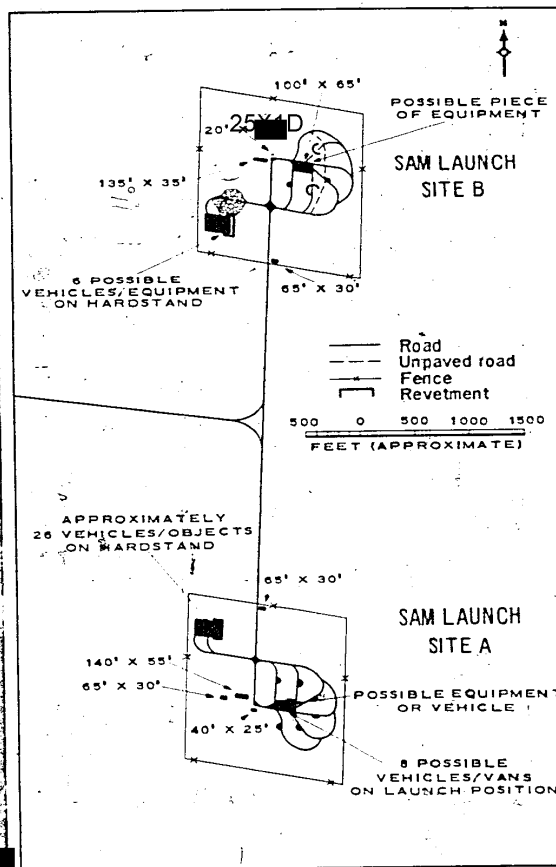 100' X 65'
25X1D
20' X
POSSIBLE PIECE
OF EQUIPMENT
SAM LAUNCH
SITE B
135' X 35'
6 POSSIBLE
VEHICLES/EQUIPMENT
ON HARDSTAND
65' X 30'
Road
Unpaved road
Fence
Revetment
500 0 500 1000 1500
FEET (APPROXIMATE)
APPROXIMATELY
26 VEHICLES/OBJECTS
ON HARDSTAND
65' X 30'
SAM LAUNCH
SITE A
140' X 55'
65' X 30'
40' X 25'
POSSIBLE EQUIPMENT
OR VEHICLE
8 POSSIBLE
VEHICLES/VANS
ON LAUNCH POSITION